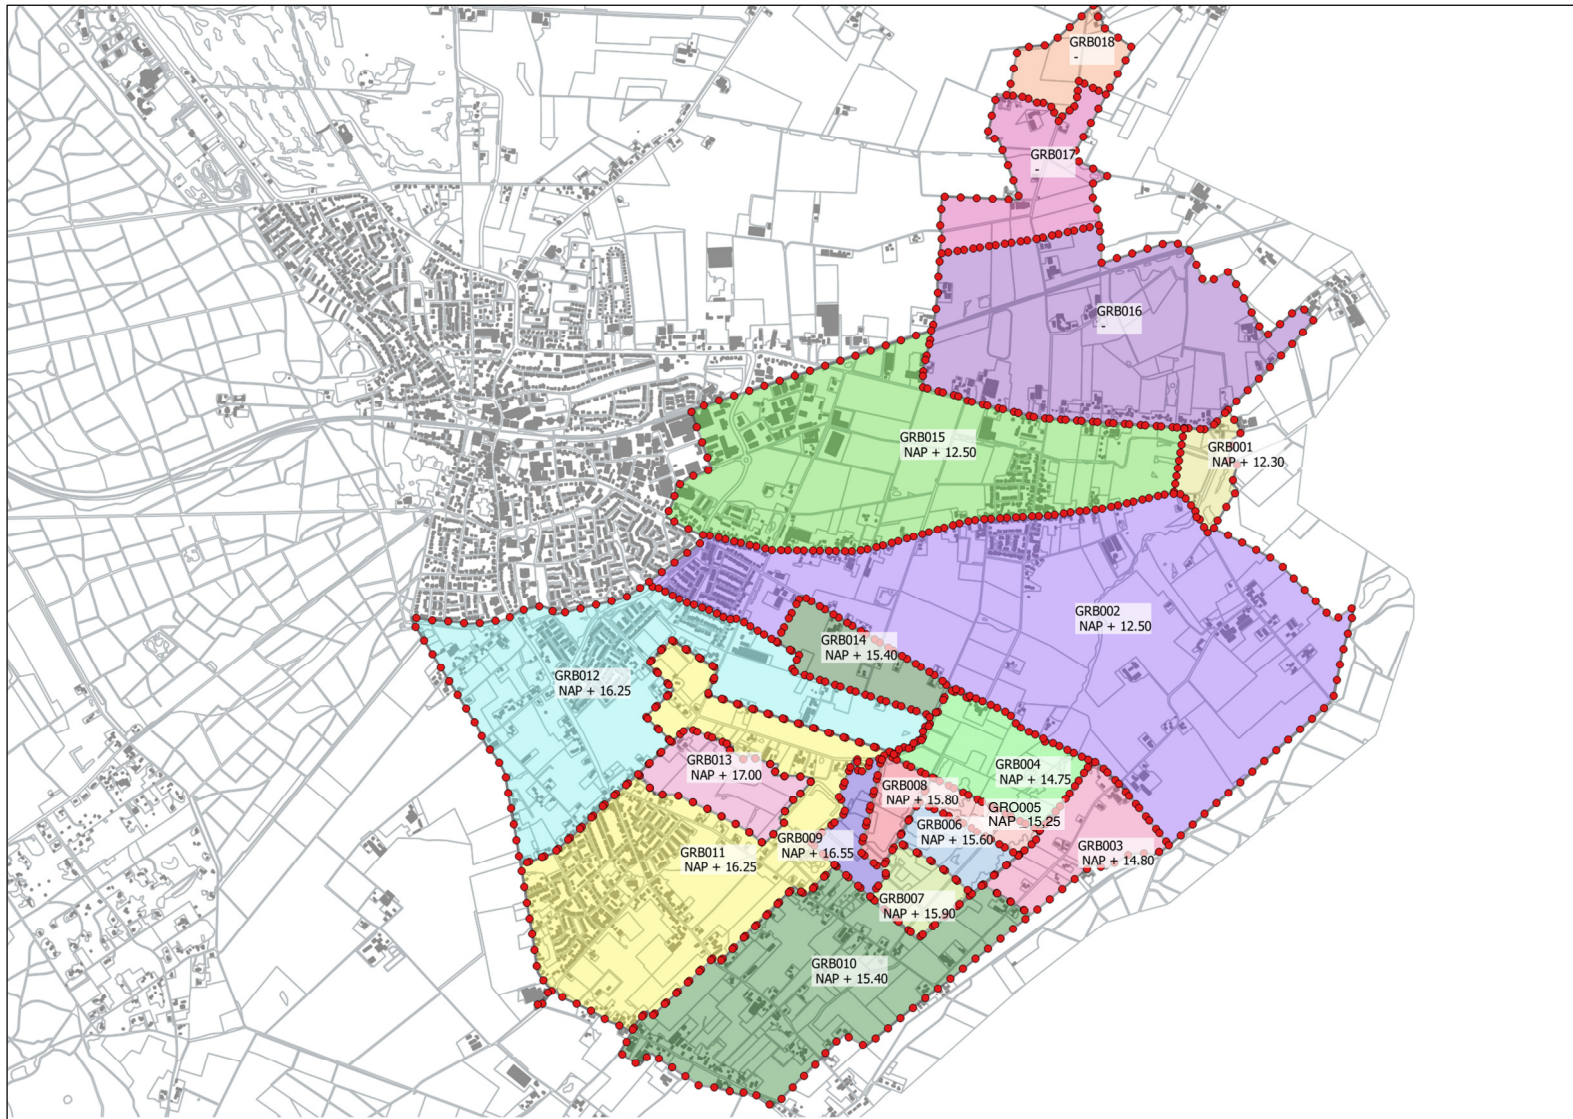 GRB018
-
GRB017
-
GRB016
-
GRB015
NAP + 12.50
GRB001
NAP + 12.30
GRB002
NAP + 12.50
GRB014
NAP + 15.40
GRB012
NAP + 16.25
GRB013
NAP + 17.00
GRB004
NAP + 14.75
GRB008
NAP + 15.80
GRO005
NAP 15.25
GRB006
NAP + 15.60
GRB009
NAP + 16.55
GRB003
NAP + 14.80
GRB011
NAP + 16.25
GRB007
NAP + 15.90
GRB010
NAP + 15.40